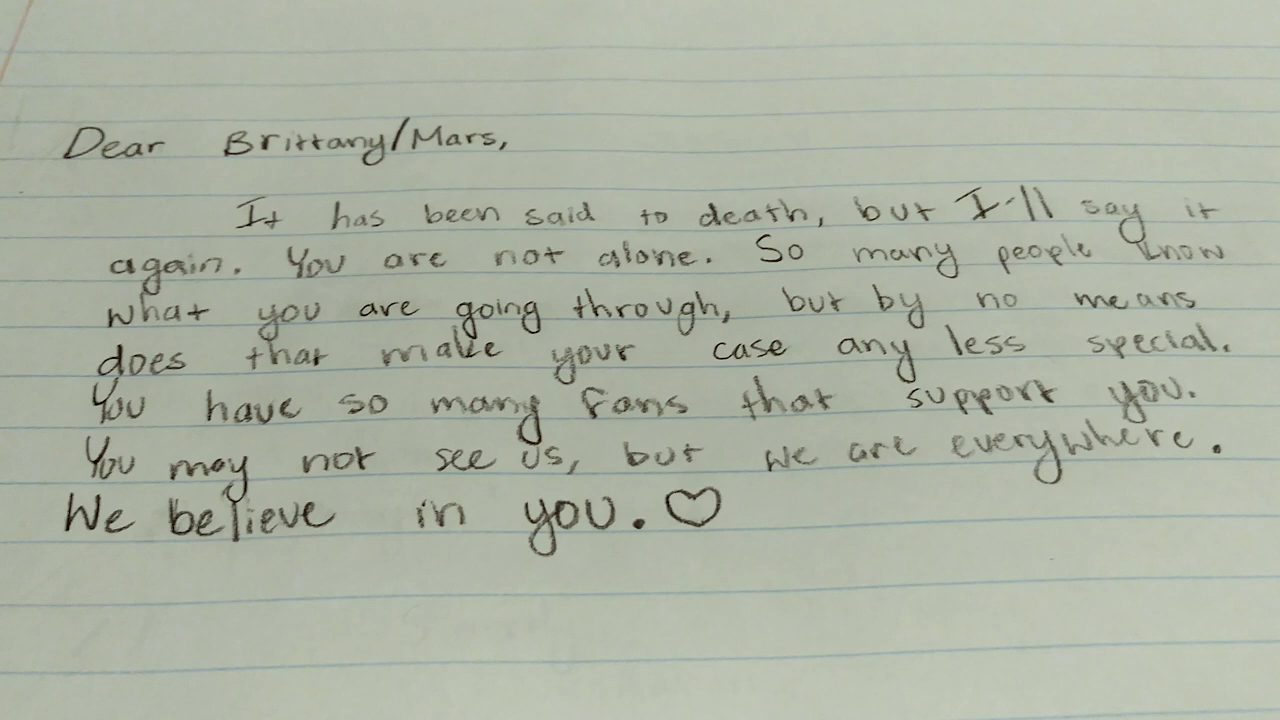 Dear Brittany/Mars,
It has been said to death, but I'll say it
again. You are not alone. So many people know
what you are going through, but by no means
does that make your case any less special.
You have so many fans that support you.
You may not see us, but we are everywhere.
We believe in you. ♡